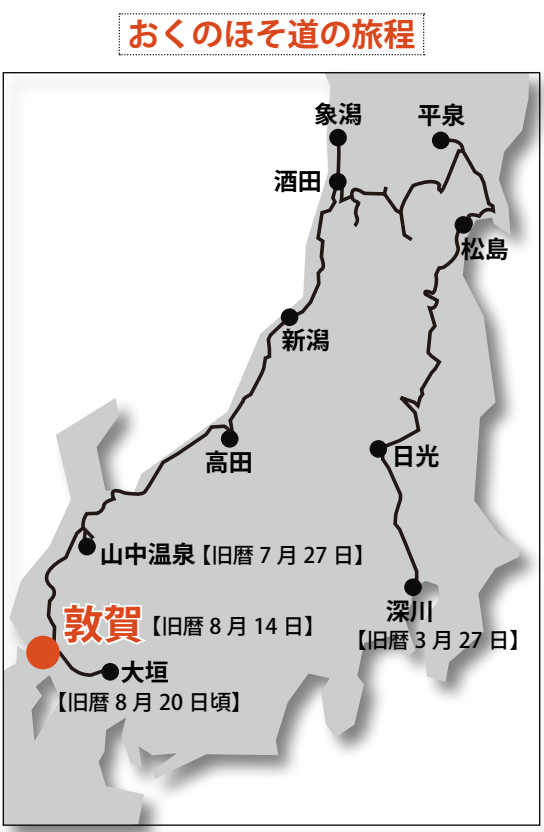 おくのほそ道の旅程
象潟
平泉
酒田
松島
新潟
高田
日光
山中温泉【旧暦 7 月 27 日】
深川
【旧暦 3 月 27 日】
敦賀【旧暦 8 月 14 日】
大垣
【旧暦 8 月 20 日頃】